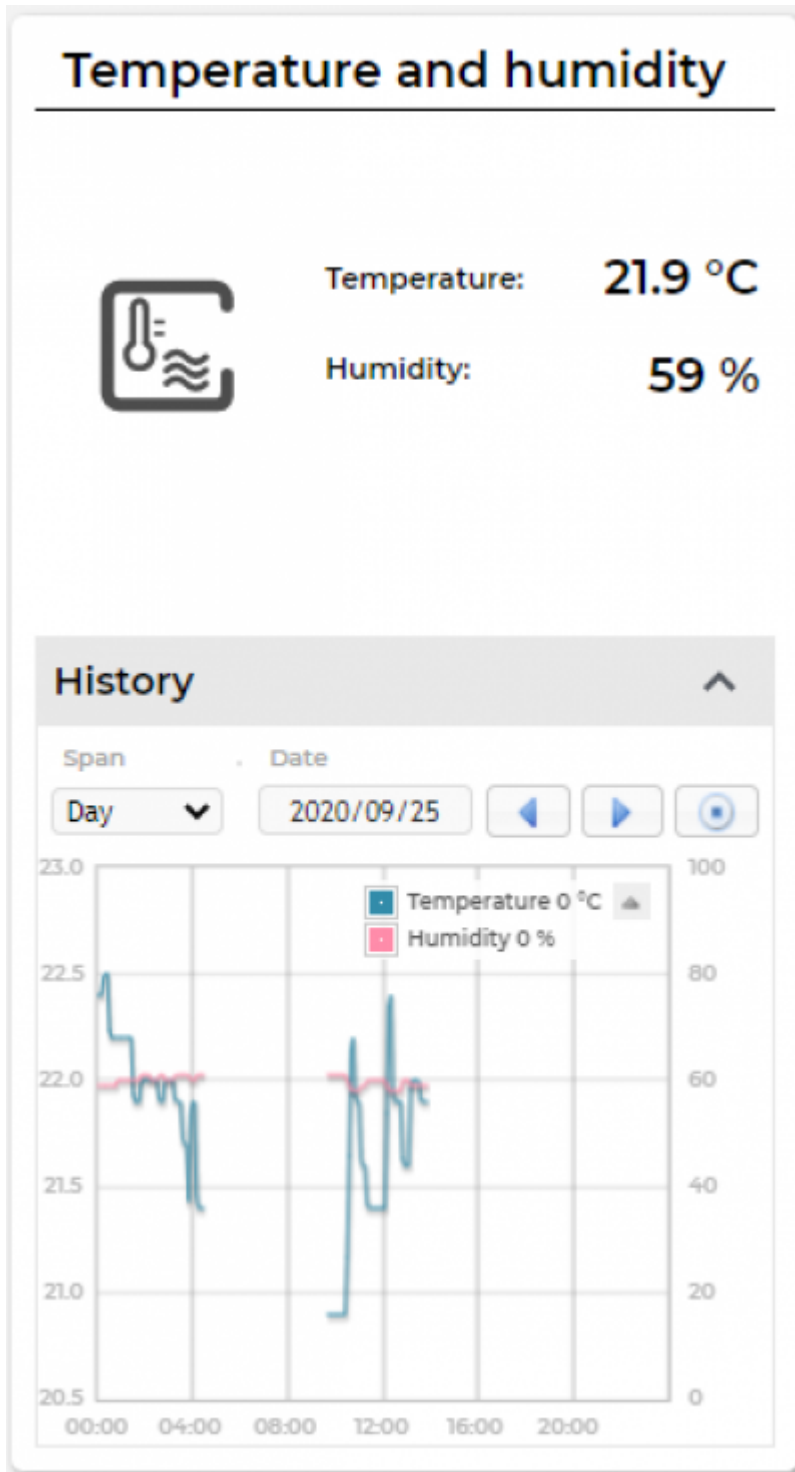 Temperature and humidity
Temperature: 21.9 °C
Humidity: 59 %
History
Span . Date
Day 2020/09/25
23.0 100
Temperature 0 °C
Humidity 0 %
22.5 80
22.0 60
21.5 40
21.0 20
20.5 0
00:00 04:00 08:00 12:00 16:00 20:00